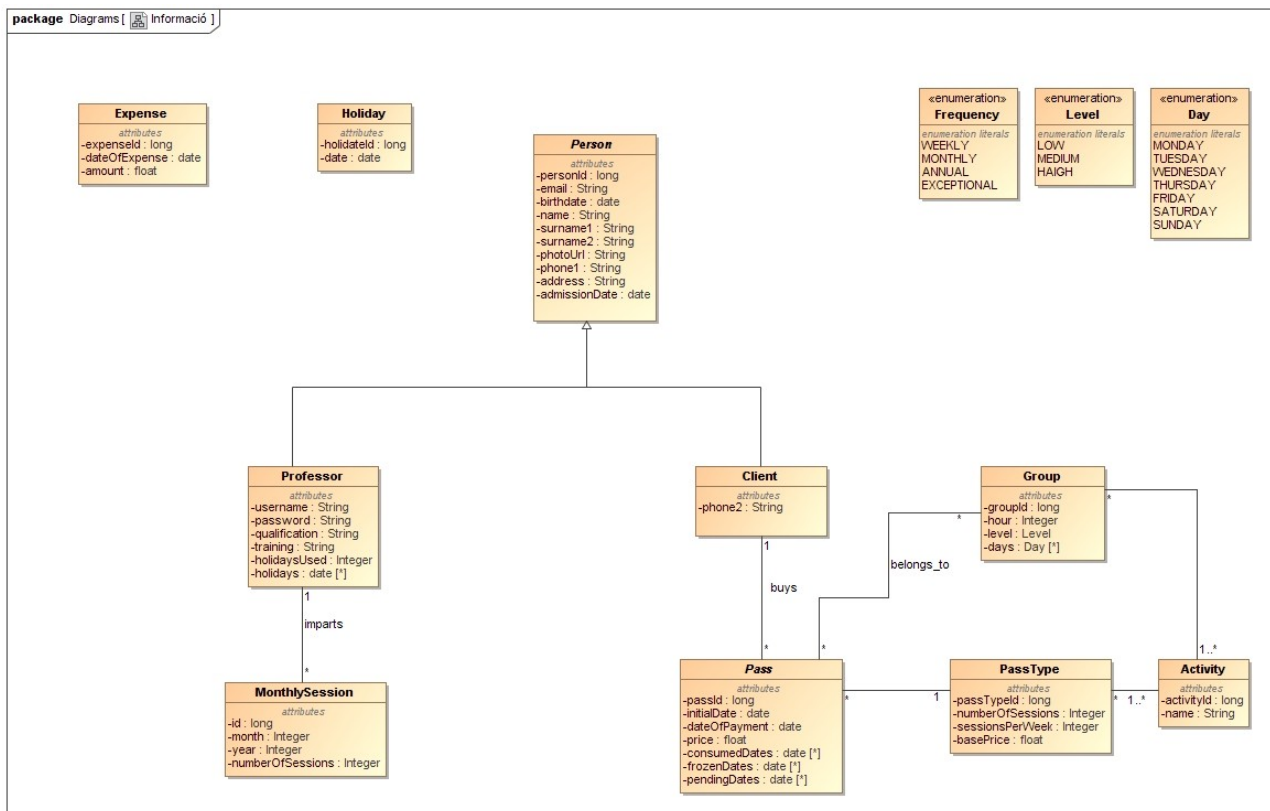 package Diagrams [ Informació ]
Expense
attributes
-expenseId : long
-dateOfExpense : date
-amount : float
Holiday
attributes
-holidateId : long
-date : date
Person
attributes
-personId : long
-email : String
-birthdate : date
-name : String
-surname1 : String
-surname2 : String
-photoUrl : String
-phone1 : String
-address : String
-admissionDate : date
«enumeration»
Frequency
enumeration literals
WEEKLY
MONTHLY
ANNUAL
EXCEPTIONAL
«enumeration»
Level
enumeration literals
LOW
MEDIUM
HAIGH
«enumeration»
Day
enumeration literals
MONDAY
TUESDAY
WEDNESDAY
THURSDAY
FRIDAY
SATURDAY
SUNDAY
Professor
attributes
-username : String
-password : String
-qualification : String
-training : String
-holidaysUsed : Integer
-holidays : date [*]
1
imparts
*
MonthlySession
attributes
-id : long
-month : Integer
-year : Integer
-numberOfSessions : Integer
Client
attributes
-phone2 : String
1
buys
*
Group
attributes
-groupId : long
-hour : Integer
-level : Level
-days : Day [*]
*
*
belongs_to
*
1..*
Pass
attributes
-passId : long
-initialDate : date
-dateOfPayment : date
-price : float
-consumedDates : date [*]
-frozenDates : date [*]
-pendingDates : date [*]
*
1
PassType
attributes
-passTypeId : long
-numberOfSessions : Integer
-sessionsPerWeek : Integer
-basePrice : float
*
1..*
Activity
attributes
-activityId : long
-name : String